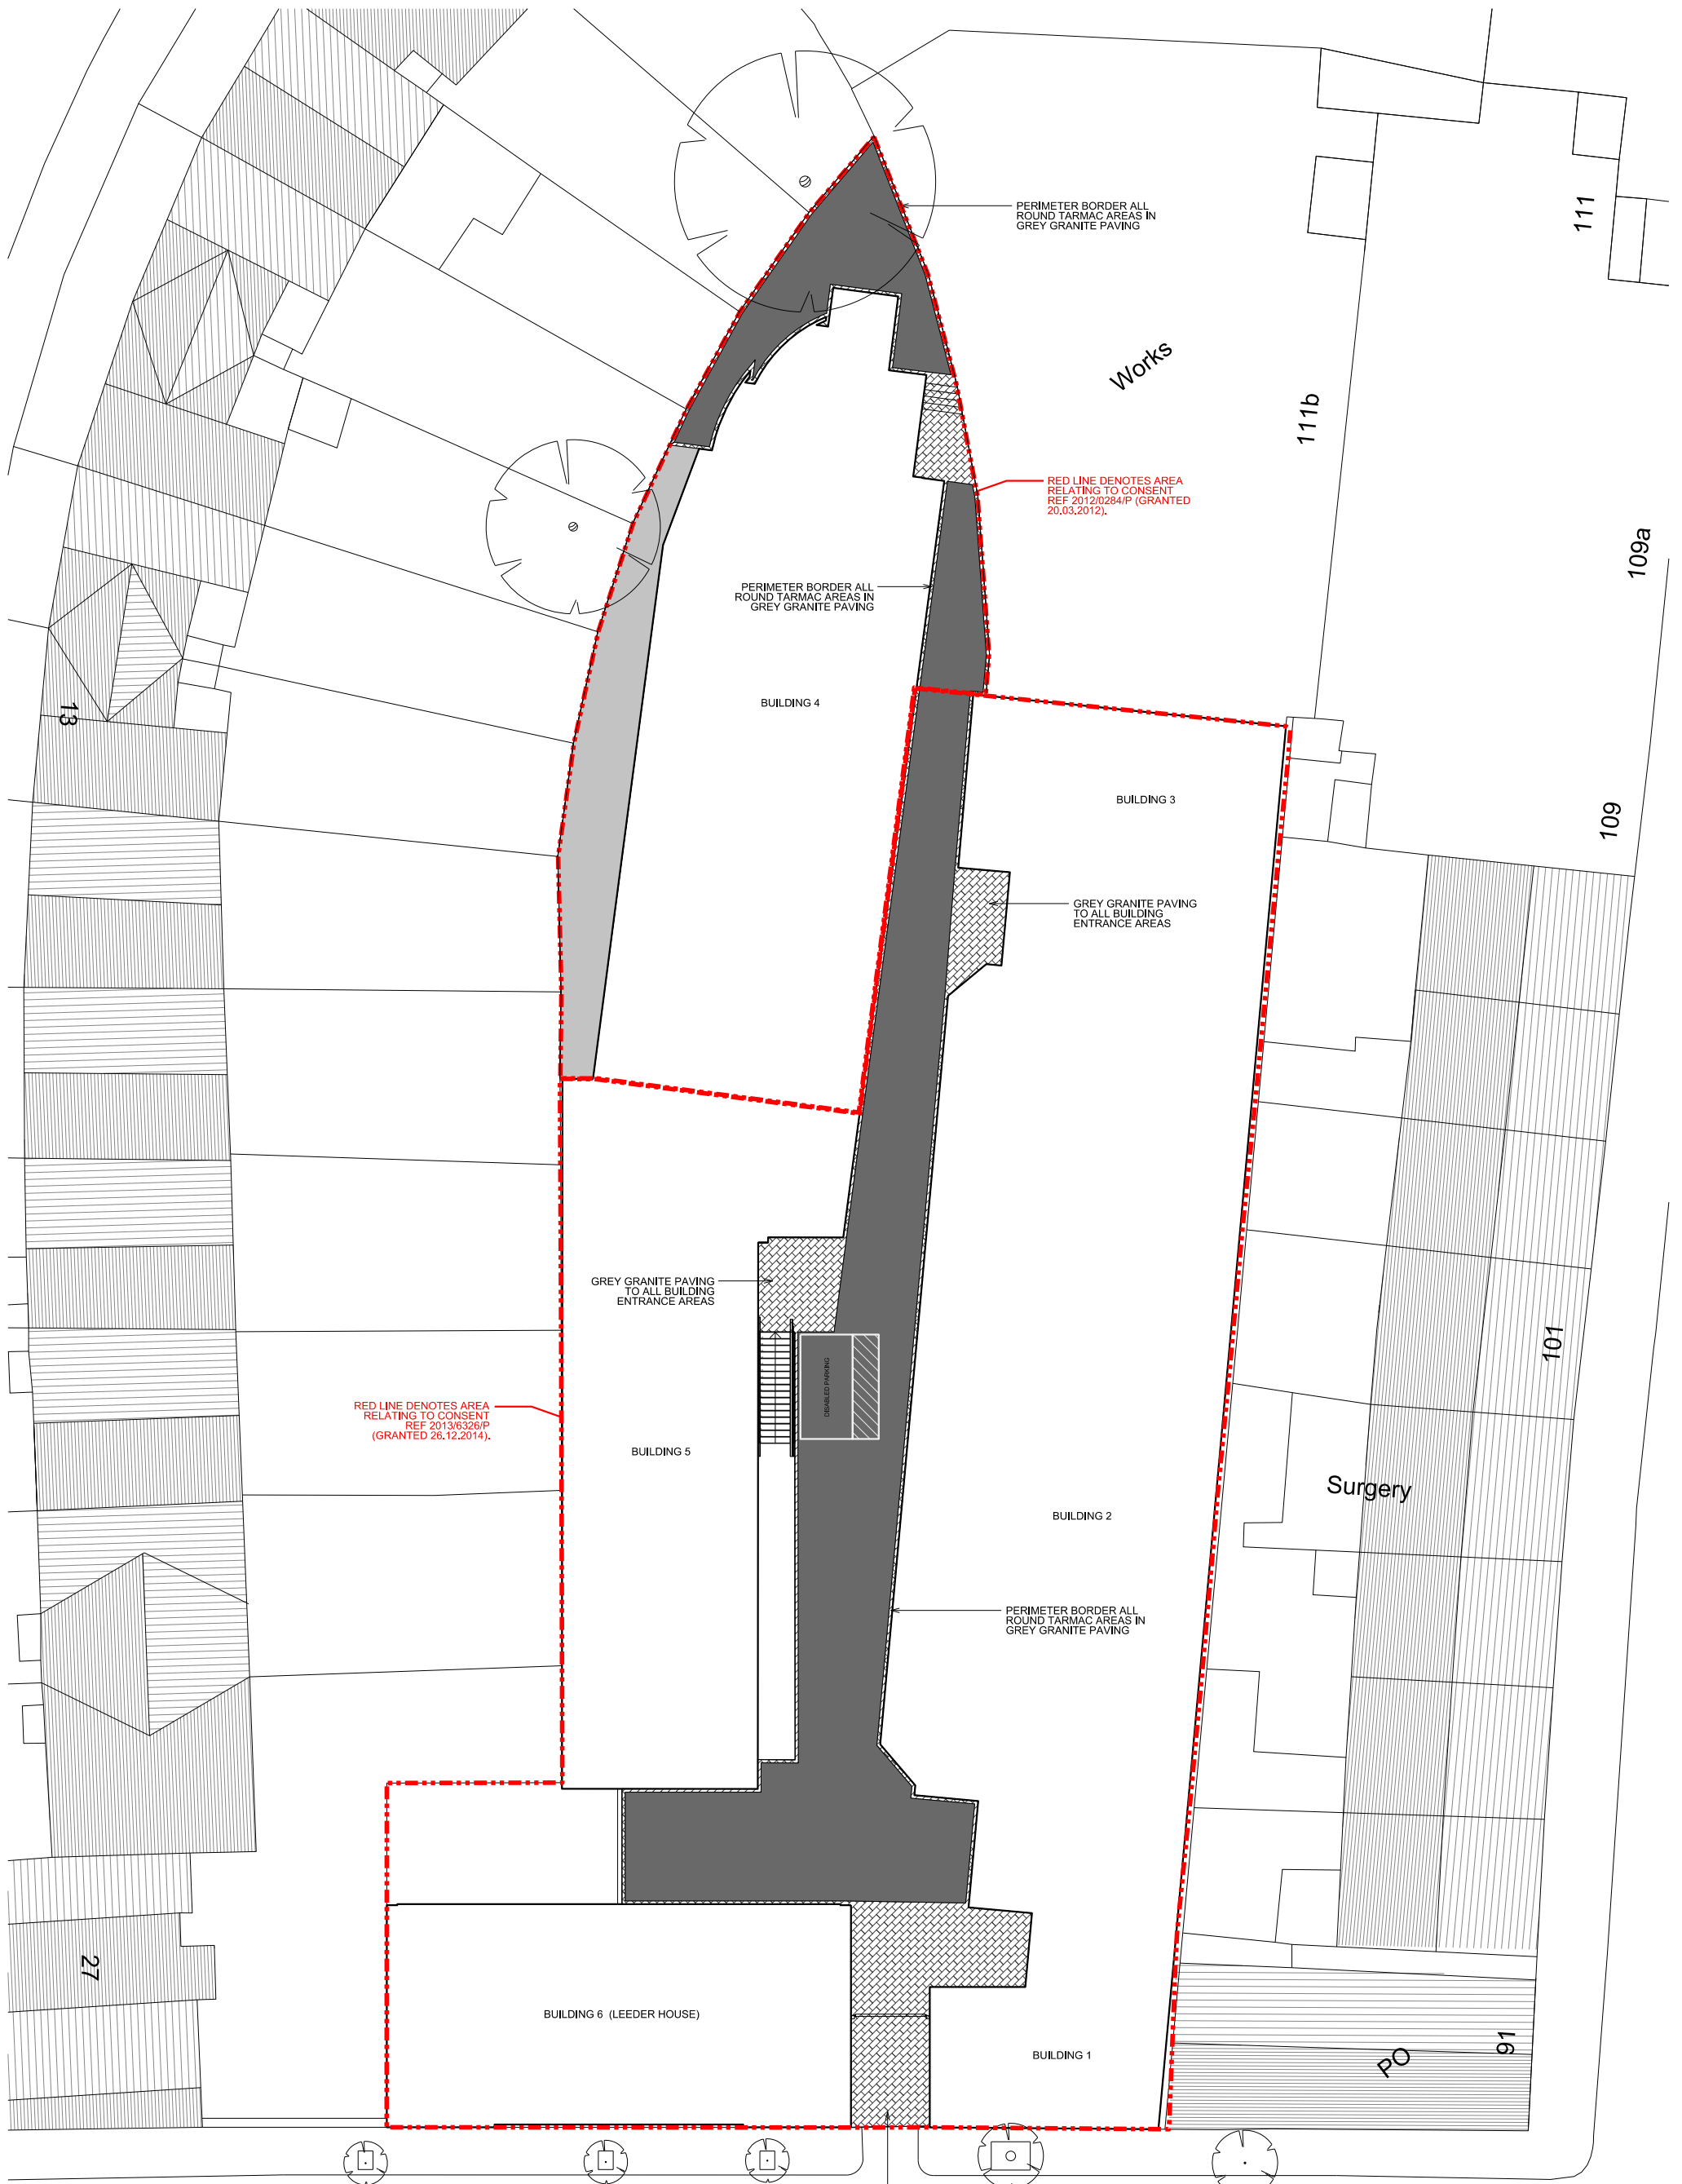 PERIMETER BORDER ALL
ROUND TARMAC AREAS IN
GREY GRANITE PAVING
111
Works
111b
RED LINE DENOTES AREA
RELATING TO CONSENT
REF 2012/0284/P (GRANTED
20.03.2012).
109a
PERIMETER BORDER ALL
ROUND TARMAC AREAS IN
GREY GRANITE PAVING
BUILDING 4
13
BUILDING 3
109
GREY GRANITE PAVING
TO ALL BUILDING
ENTRANCE AREAS
GREY GRANITE PAVING
TO ALL BUILDING
ENTRANCE AREAS
101
DISABLED PARKING
RED LINE DENOTES AREA
RELATING TO CONSENT
REF 2013/6326/P
(GRANTED 26.12.2014).
BUILDING 5
Surgery
BUILDING 2
PERIMETER BORDER ALL
ROUND TARMAC AREAS IN
GREY GRANITE PAVING
27
BUILDING 6 (LEEDER HOUSE)
BUILDING 1
PO
91